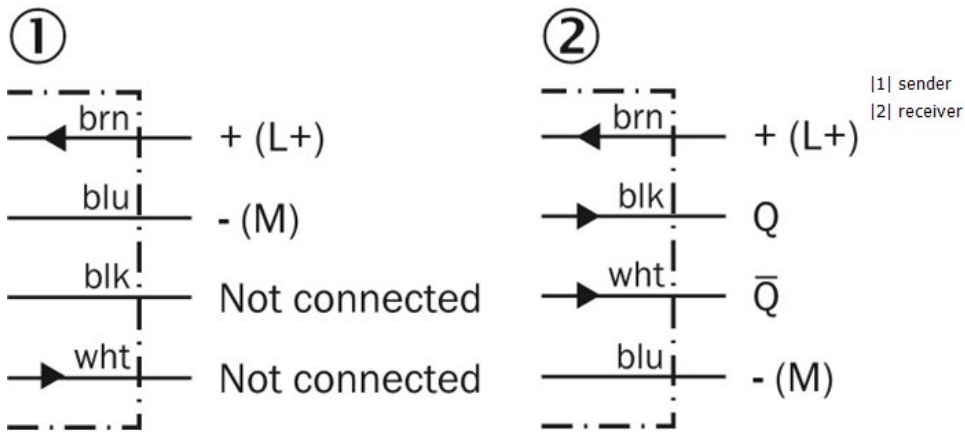 ①
brn + (L+)
blu - (M)
blk Not connected
wht Not connected
②
brn + (L+)
blk Q
wht Q̅
blu - (M)
|1| sender
|2| receiver